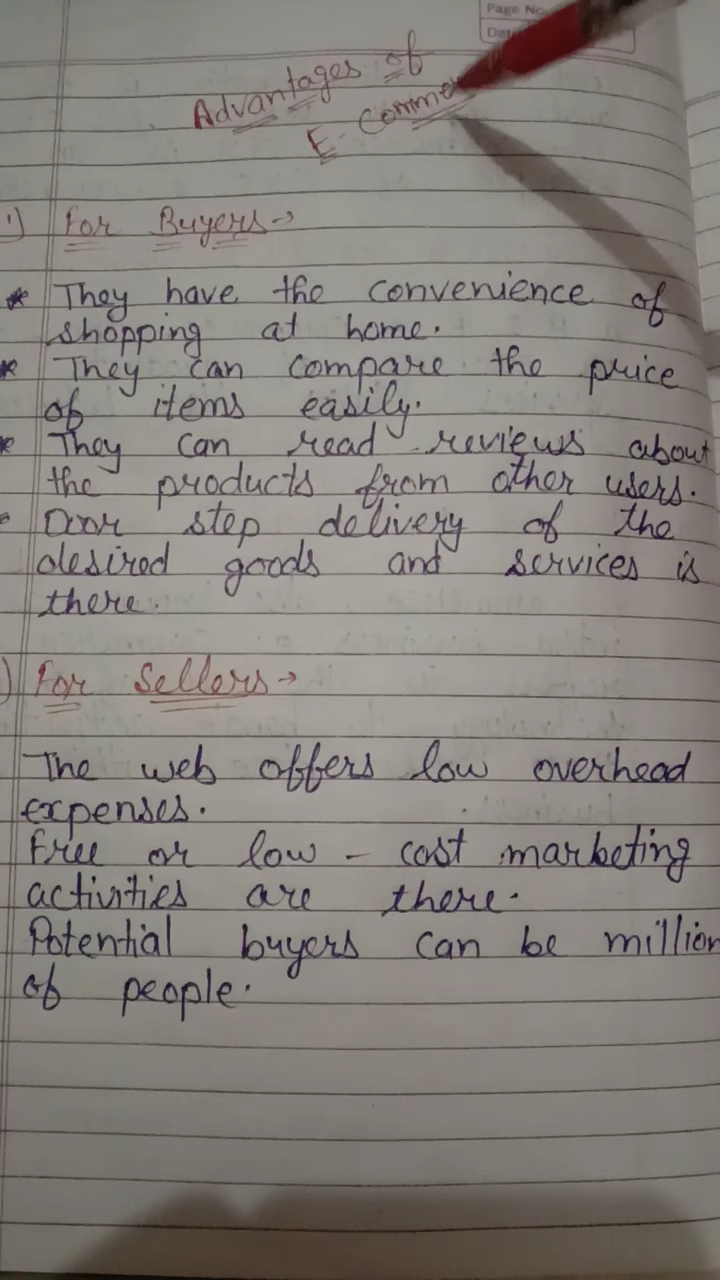 Page No.
Advantages of
E-Comme
1) For Buyers→
* They have the convenience of
shopping at home.
* They can compare the price
of items easily.
* They can read reviews about
the products from other users.
Door step delivery of the
desired goods and services is
there.
) For Sellers→
The web offers low overhead
expenses.
Free or low - cost marketing
activities are there.
Potential buyers can be million
of people.